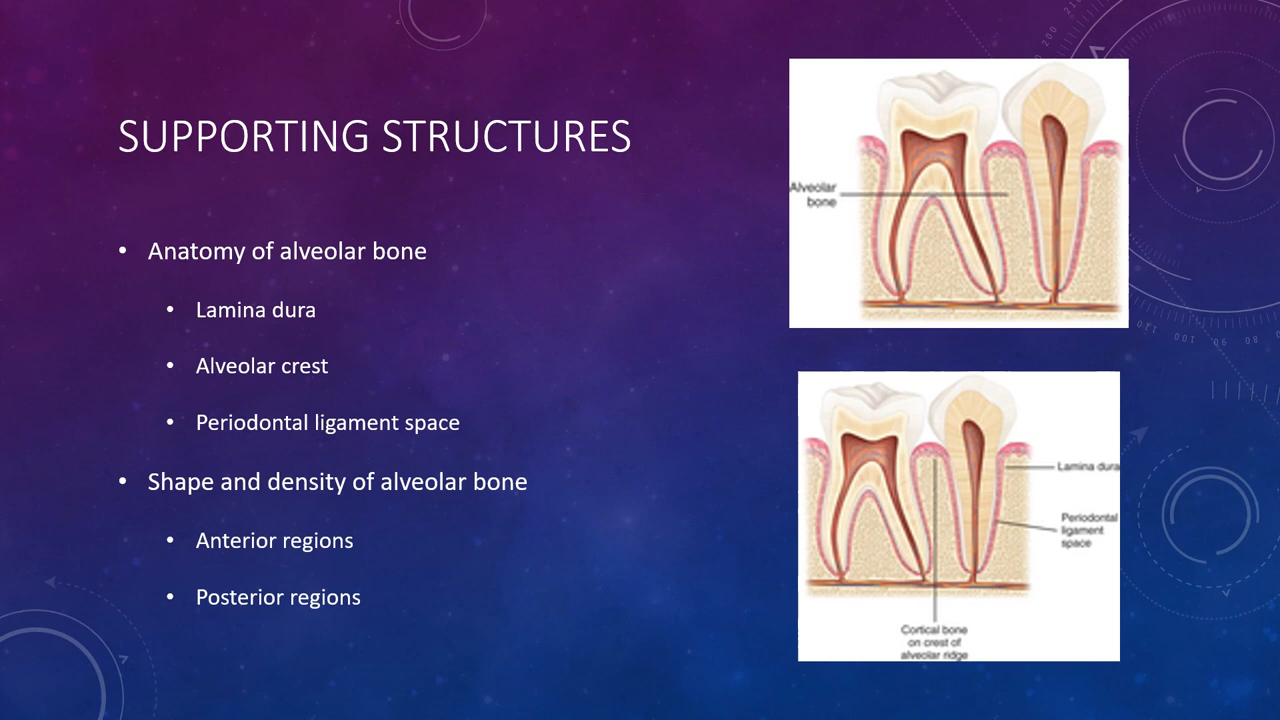 SUPPORTING STRUCTURES
• Anatomy of alveolar bone
• Lamina dura
• Alveolar crest
• Periodontal ligament space
• Shape and density of alveolar bone
• Anterior regions
• Posterior regions
Alveolar
bone
Lamina dura
Periodontal
ligament
space
Cortical bone
on crest of
alveolar ridge